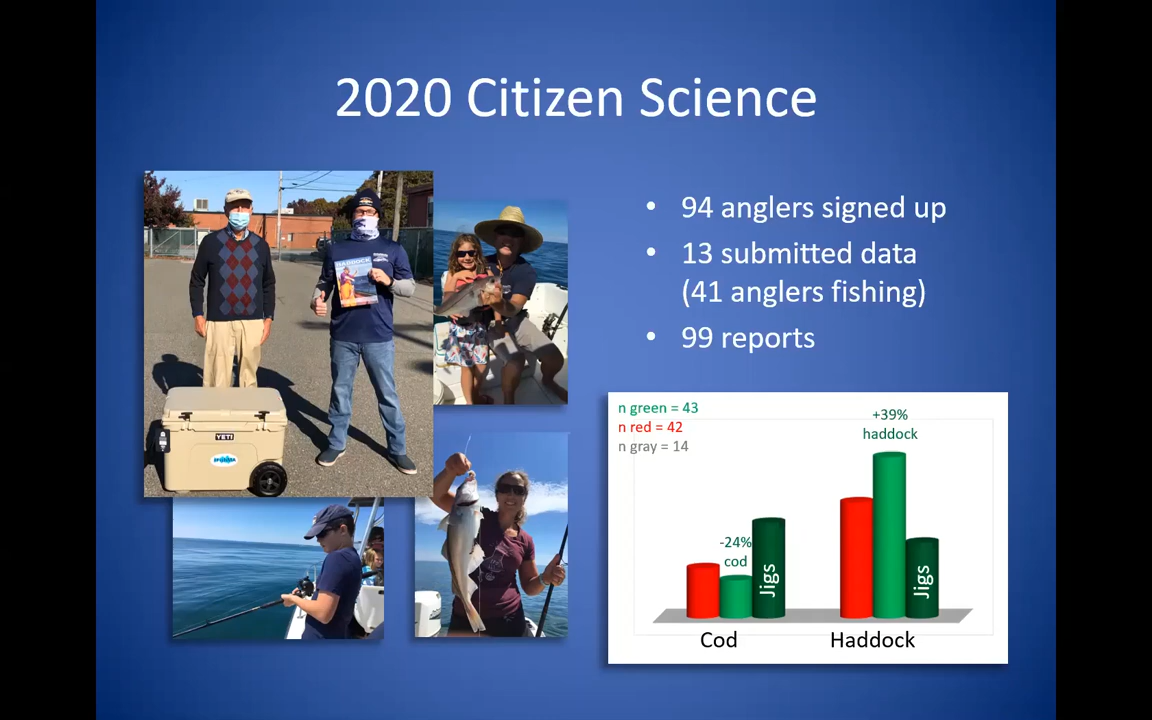 2020 Citizen Science
• 94 anglers signed up
• 13 submitted data
(41 anglers fishing)
• 99 reports
HADDOCK
YETI
n green = 43
n red = 42
n gray = 14
+39%
haddock
-24%
cod
Jigs
Jigs
Cod
Haddock